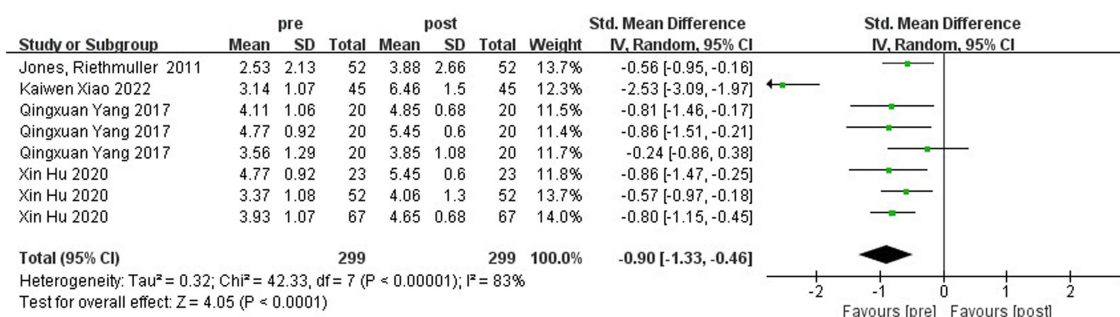 pre post Std. Mean Difference Std. Mean Difference
Study or Subgroup Mean SD Total Mean SD Total Weight IV, Random, 95% CI IV, Random, 95% CI
Jones, Riethmuller 2011 2.53 2.13 52 3.88 2.66 52 13.7% -0.56 [-0.95, -0.16]
Kaiwen Xiao 2022 3.14 1.07 45 6.46 1.5 45 12.3% -2.53 [-3.09, -1.97]
Qingxuan Yang 2017 4.11 1.06 20 4.85 0.68 20 11.5% -0.81 [-1.46, -0.17]
Qingxuan Yang 2017 4.77 0.92 20 5.45 0.6 20 11.4% -0.86 [-1.51, -0.21]
Qingxuan Yang 2017 3.56 1.29 20 3.85 1.08 20 11.7% -0.24 [-0.86, 0.38]
Xin Hu 2020 4.77 0.92 23 5.45 0.6 23 11.8% -0.86 [-1.47, -0.25]
Xin Hu 2020 3.37 1.08 52 4.06 1.3 52 13.7% -0.57 [-0.97, -0.18]
Xin Hu 2020 3.93 1.07 67 4.65 0.68 67 14.0% -0.80 [-1.15, -0.45]
Total (95% CI) 299 299 100.0% -0.90 [-1.33, -0.46]
Heterogeneity: Tau² = 0.32; Chi² = 42.33, df = 7 (P < 0.00001); I² = 83%
Test for overall effect: Z = 4.05 (P < 0.0001)
-2 -1 0 1 2
Favours [pre] Favours [post]